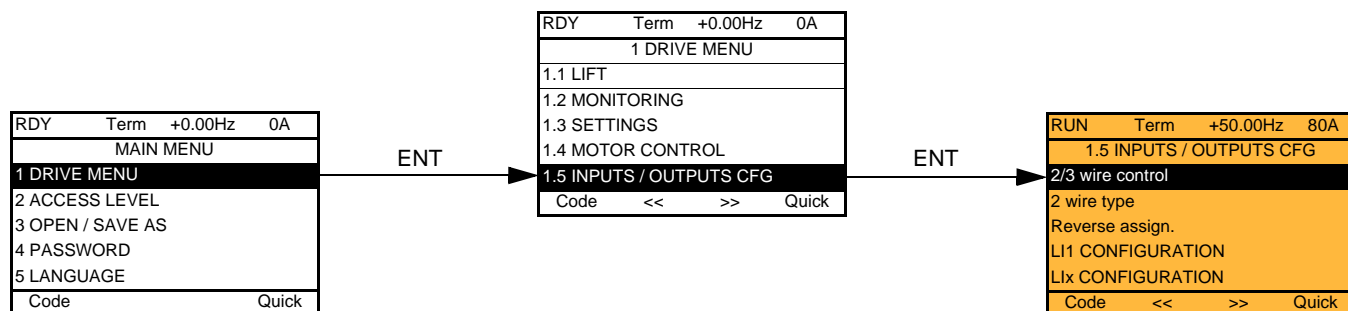 RDY Term +0.00Hz 0A
MAIN MENU
1 DRIVE MENU
2 ACCESS LEVEL
3 OPEN / SAVE AS
4 PASSWORD
5 LANGUAGE
Code Quick
ENT
RDY Term +0.00Hz 0A
1 DRIVE MENU
1.1 LIFT
1.2 MONITORING
1.3 SETTINGS
1.4 MOTOR CONTROL
1.5 INPUTS / OUTPUTS CFG
Code << >> Quick
ENT
RUN Term +50.00Hz 80A
1.5 INPUTS / OUTPUTS CFG
2/3 wire control
2 wire type
Reverse assign.
LI1 CONFIGURATION
LIx CONFIGURATION
Code << >> Quick